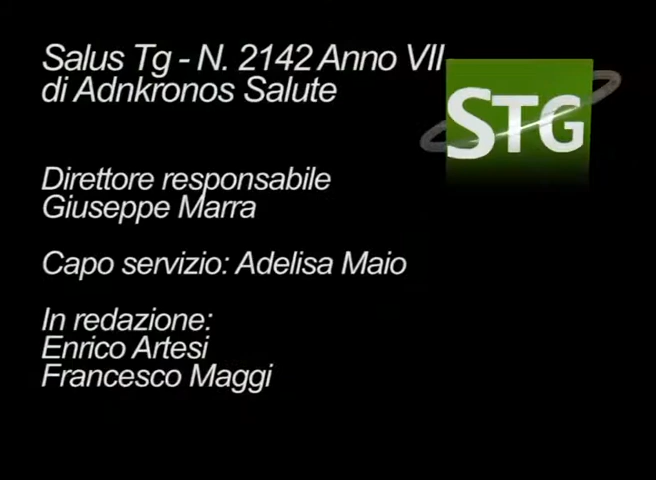 Salus Tg - N. 2142 Anno VII
di Adnkronos Salute
STG
Direttore responsabile
Giuseppe Marra
Capo servizio: Adelisa Maio
In redazione:
Enrico Artesi
Francesco Maggi